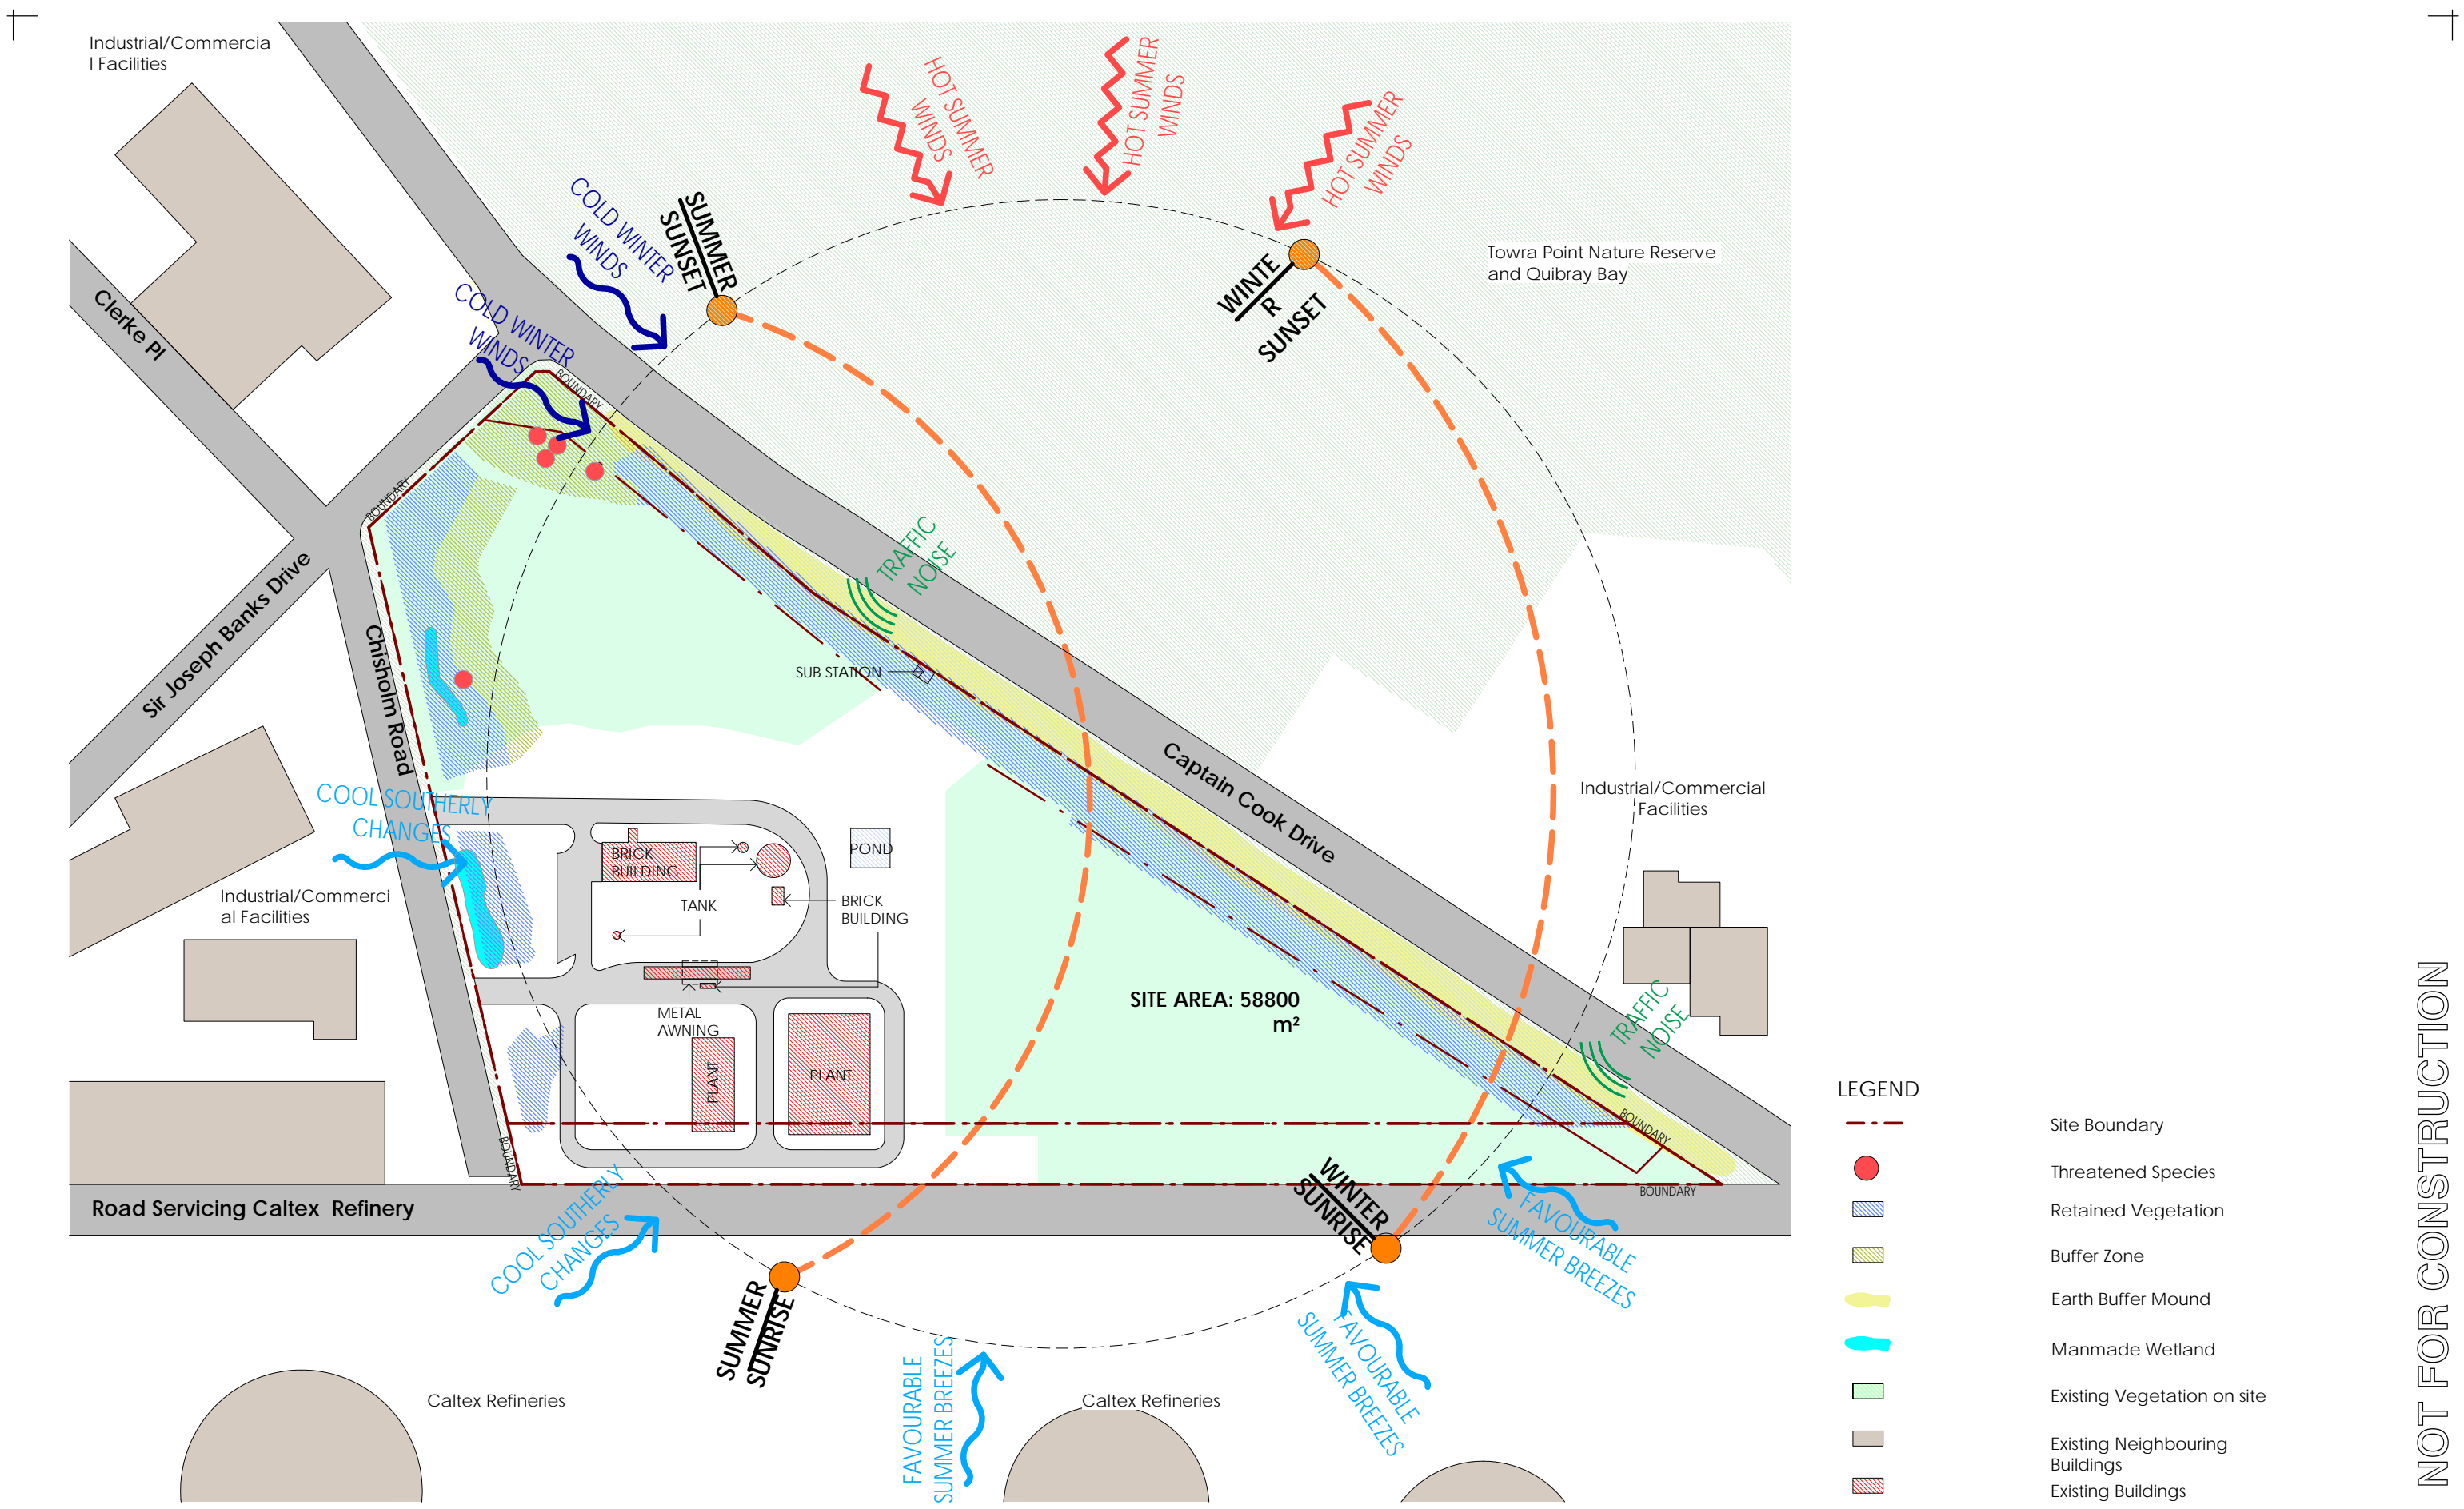 Industrial/Commercia
l Facilities
HOT SUMMER
WINDS
HOT SUMMER
WINDS
HOT SUMMER
WINDS
COLD WINTER
WINDS
SUMMER
SUNSET
WINTE
R
SUNSET
Towra Point Nature Reserve
and Quibray Bay
COLD WINTER
WINDS
Clerke Pl
BOUNDARY
BOUNDARY
TRAFFIC
NOISE
Sir Joseph Banks Drive
Chisholm Road
SUB STATION
Captain Cook Drive
Industrial/Commercial
Facilities
COOL SOUTHERLY
CHANGES
BRICK
BUILDING
POND
TANK
BRICK
BUILDING
Industrial/Commerci
al Facilities
METAL
AWNING
SITE AREA: 58800
m²
TRAFFIC
NOISE
PLANT
PLANT
BOUNDARY
BOUNDARY
BOUNDARY
Road Servicing Caltex Refinery
COOL SOUTHERLY
CHANGES
WINTER
SUNRISE
FAVOURABLE
SUMMER BREEZES
SUMMER
SUNRISE
FAVOURABLE
SUMMER BREEZES
FAVOURABLE
SUMMER BREEZES
Caltex Refineries
Caltex Refineries
LEGEND
Site Boundary
Threatened Species
Retained Vegetation
Buffer Zone
Earth Buffer Mound
Manmade Wetland
Existing Vegetation on site
Existing Neighbouring
Buildings
Existing Buildings
NOT FOR CONSTRUCTION